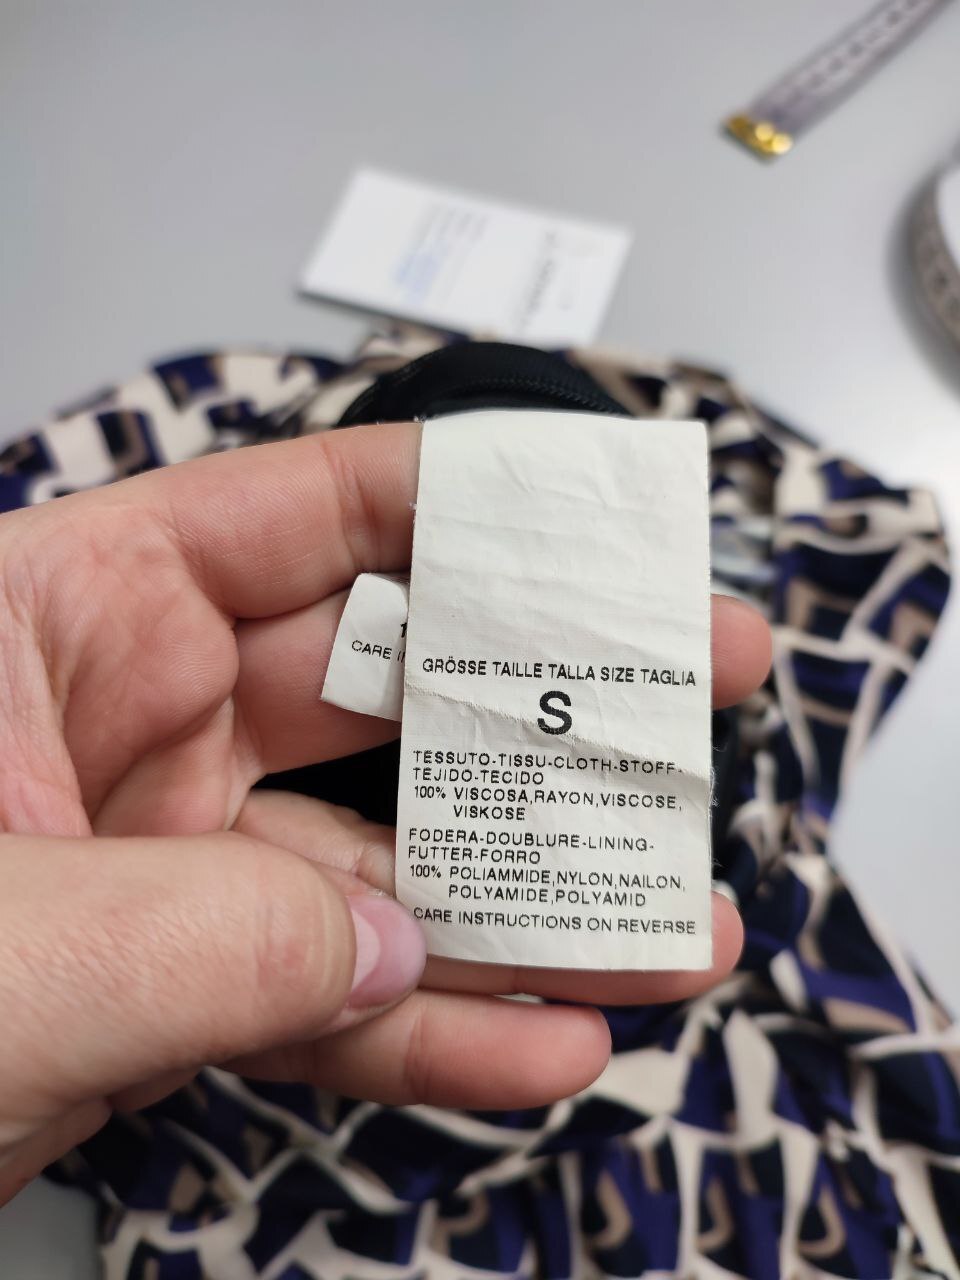 GRÖSSE TAILLE TALLA SIZE TAGLIA
S
TESSUTO-TISSU-CLOTH-STOFF-
TEJIDO-TECIDO
100% VISCOSA,RAYON,VISCOSE,
VISKOSE
FODERA-DOUBLURE-LINING-
FUTTER-FORRO
100% POLIAMMIDE,NYLON,NAILON,
POLYAMIDE,POLYAMID
CARE INSTRUCTIONS ON REVERSE
CARE